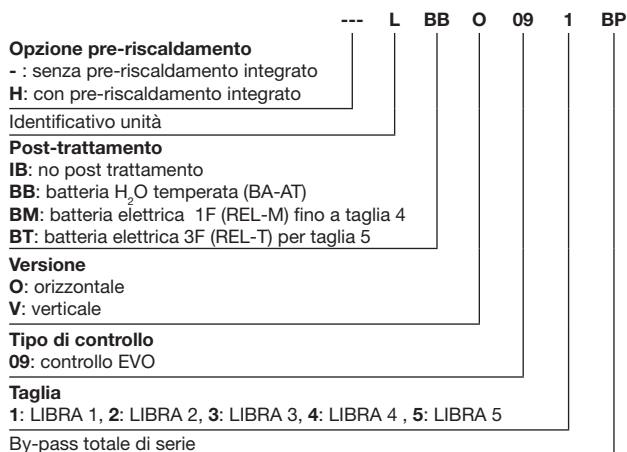 --- L BB O 09 1 BP
Opzione pre-riscaldamento
- : senza pre-riscaldamento integrato
H: con pre-riscaldamento integrato
Identificativo unità
Post-trattamento
IB: no post trattamento
BB: batteria H2O temperata (BA-AT)
BM: batteria elettrica 1F (REL-M) fino a taglia 4
BT: batteria elettrica 3F (REL-T) per taglia 5
Versione
O: orizzontale
V: verticale
Tipo di controllo
09: controllo EVO
Taglia
1: LIBRA 1, 2: LIBRA 2, 3: LIBRA 3, 4: LIBRA 4 , 5: LIBRA 5
By-pass totale di serie